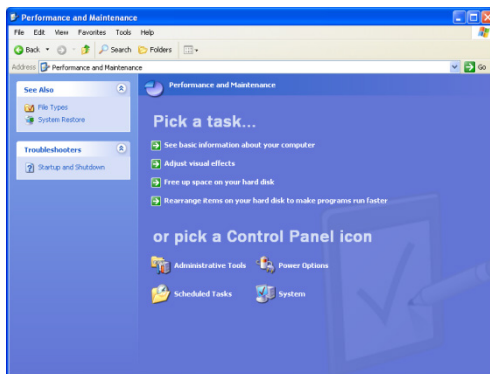 Performance and Maintenance
File Edit View Favorites Tools Help
Back Search Folders
Address Performance and Maintenance Go
See Also
File Types
System Restore
Troubleshooters
Startup and Shutdown
Performance and Maintenance
Pick a task...
See basic information about your computer
Adjust visual effects
Free up space on your hard disk
Rearrange items on your hard disk to make programs run faster
or pick a Control Panel icon
Administrative Tools Power Options
Scheduled Tasks System